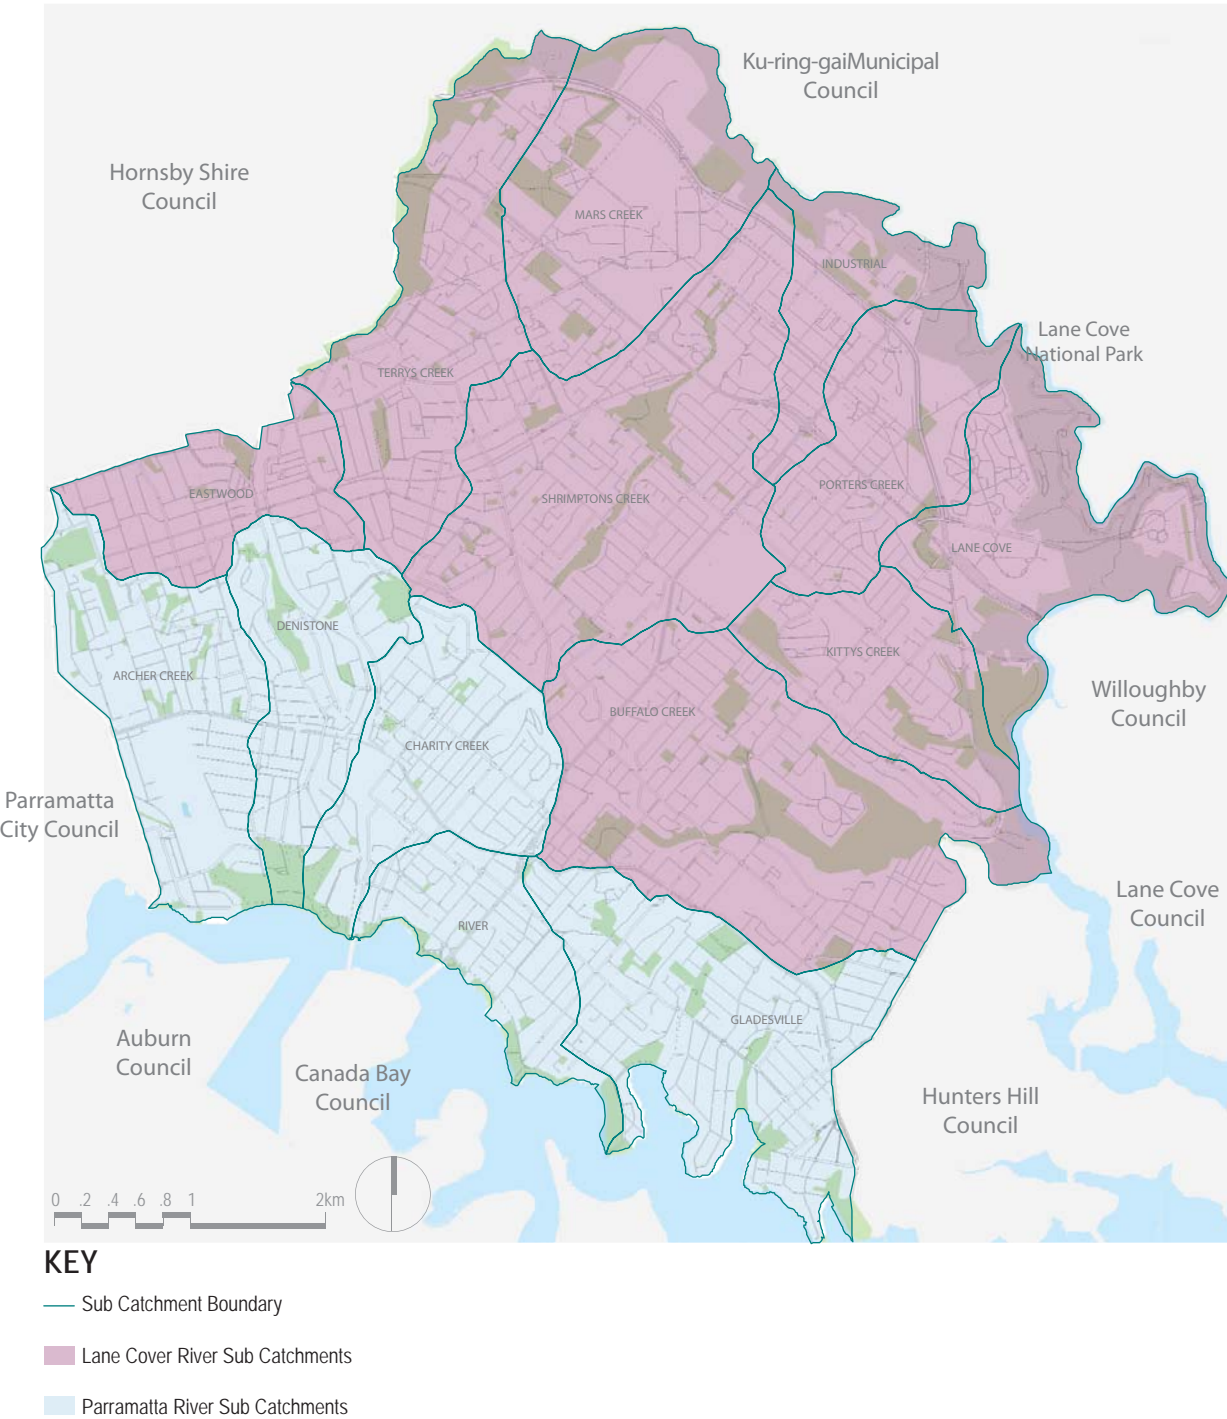 Ku-ring-gaiMunicipal
Council
Hornsby Shire
Council
MARS CREEK
INDUSTRIAL
Lane Cove
National Park
TERRYS CREEK
EASTWOOD
SHRIMPTONS CREEK
PORTERS CREEK
LANE COVE
DENISTONE
ARCHER CREEK
KITTYS CREEK
BUFFALO CREEK
Willoughby
Council
CHARITY CREEK
Parramatta
City Council
RIVER
Lane Cove
Council
GLADESVILLE
Auburn
Council
Canada Bay
Council
Hunters Hill
Council
0 .2 .4 .6 .8 1 2km
KEY
Sub Catchment Boundary
Lane Cover River Sub Catchments
Parramatta River Sub Catchments